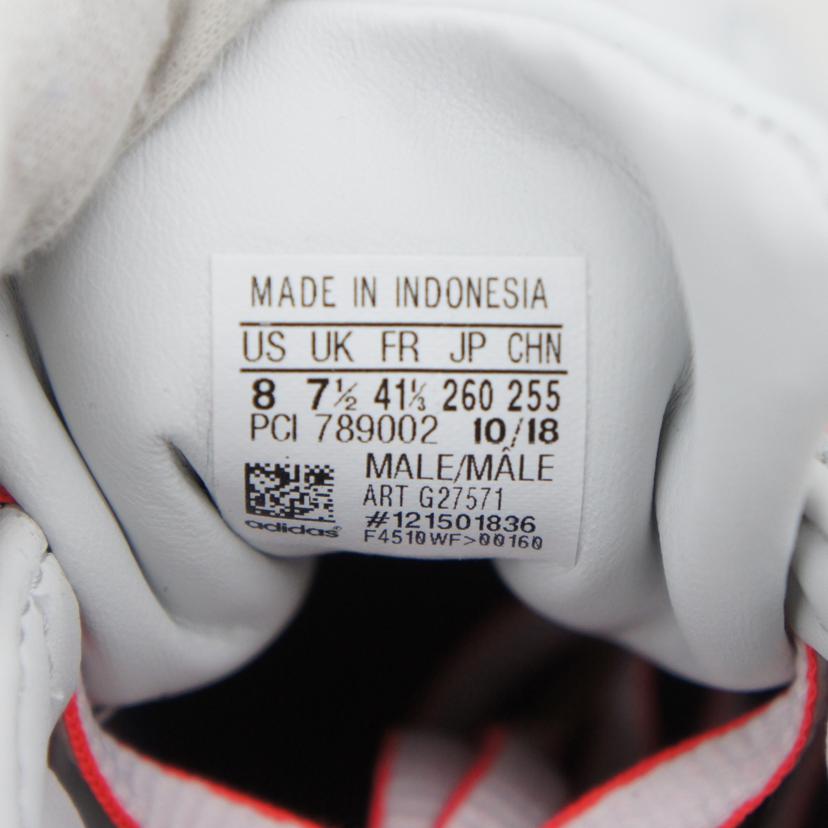 MADE IN INDONESIA
US UK FR JP CHN
8 7½ 41⅓ 260 255
PCI 789002 10/18
MALE/MÂLE
ART G27571
#121501836
adidas
F4510WF>00160